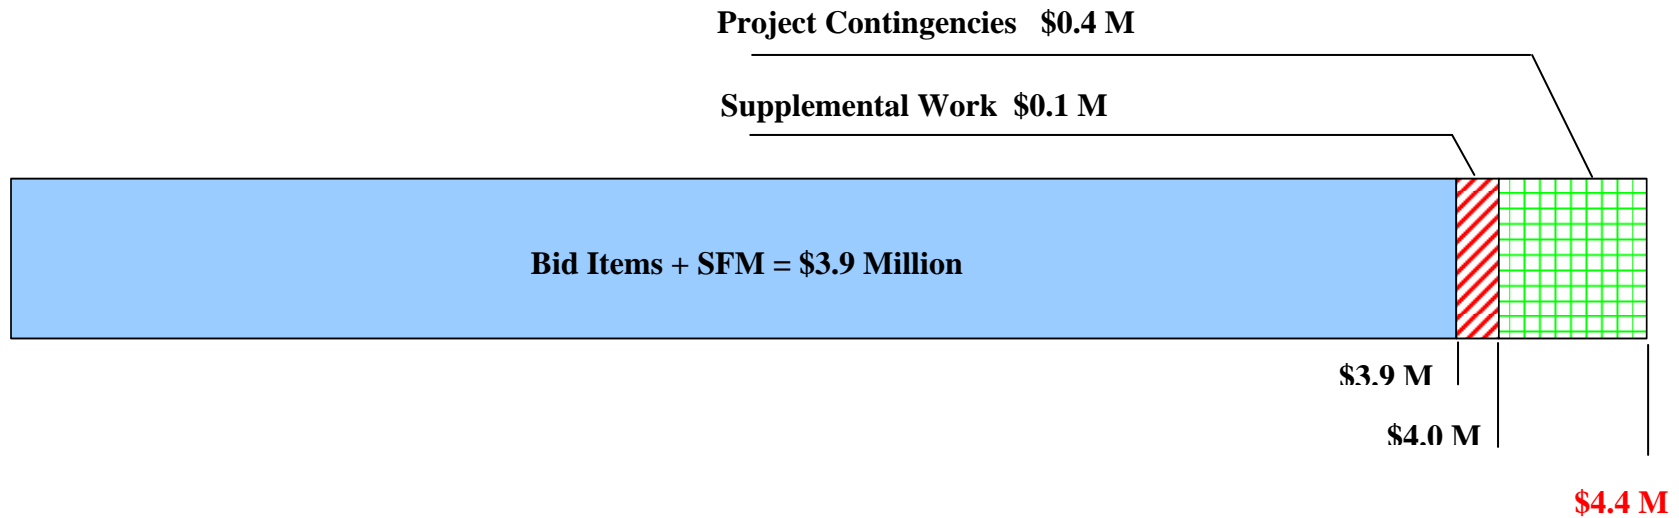 Project Contingencies $0.4 M
Supplemental Work $0.1 M
Bid Items + SFM = $3.9 Million
$3.9 M
$4.0 M
$4.4 M